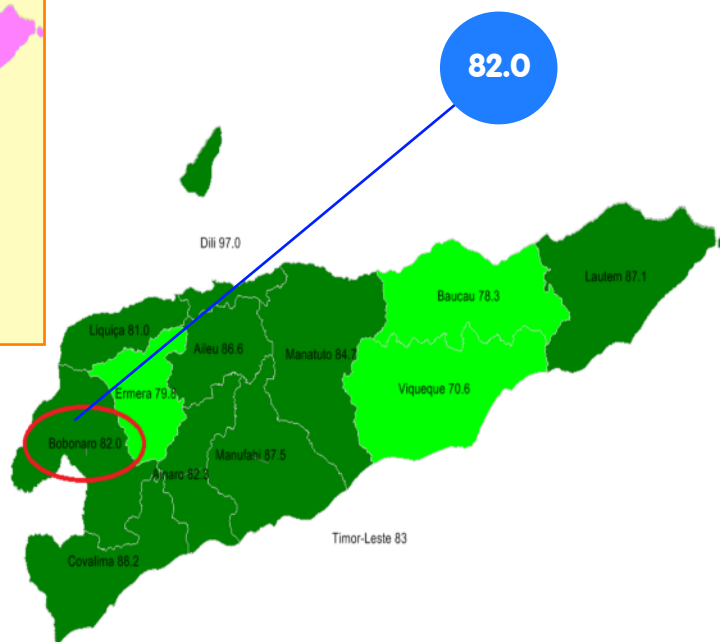 82.0
Dili 97.0
Lautem 87.1
Baucau 78.3
Liquiça 81.0
Aileu 86.6
Manatuto 84.7
Viqueque 70.6
Ermera 79.8
Bobonaro 82.0
Manufahi 87.5
Ainaro 82.3
Timor-Leste 83
Covalima 88.2